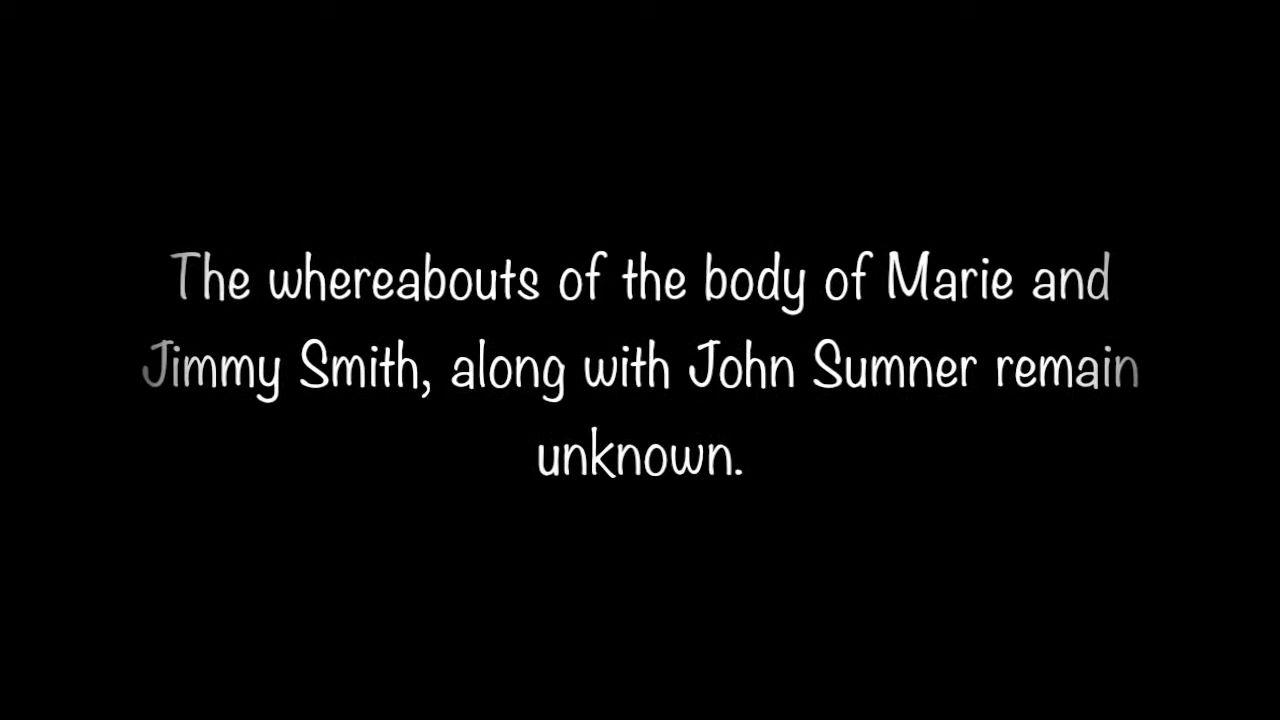 The whereabouts of the body of Marie and
Jimmy Smith, along with John Sumner remain
unknown.